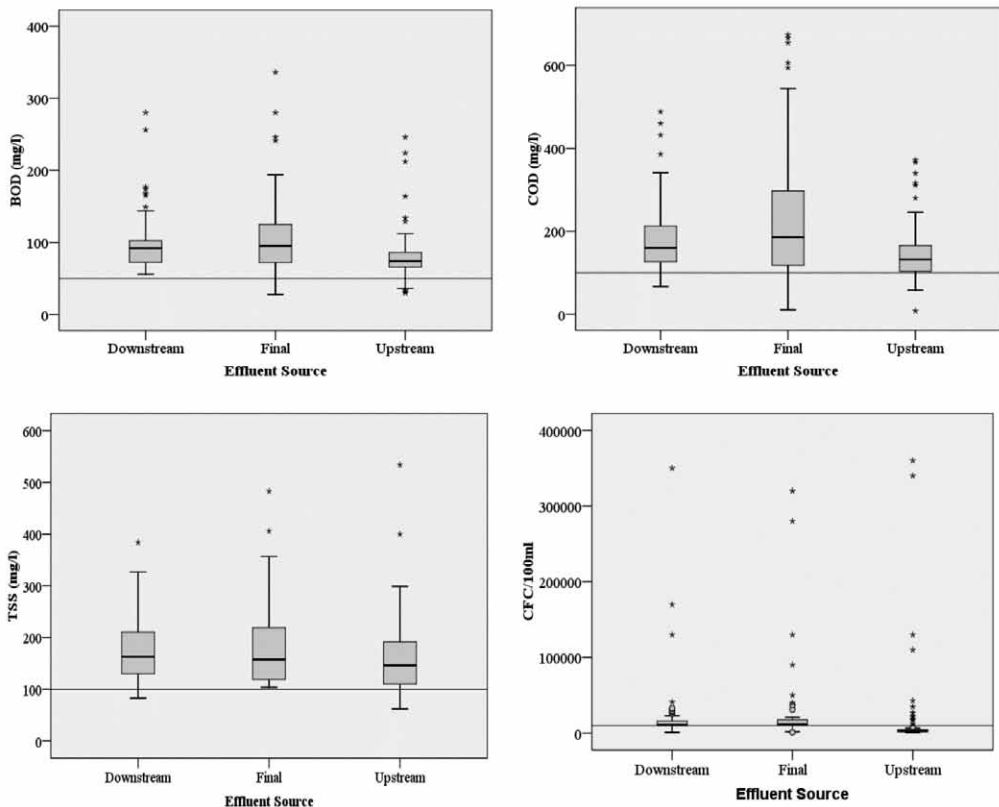 BOD (mg/l)
400
300
200
100
0
Downstream Final Upstream
Effluent Source
COD (mg/l)
600
400
200
0
Downstream Final Upstream
Effluent Source
TSS (mg/l)
600
500
400
300
200
100
0
Downstream Final Upstream
Effluent Source
CFC/100ml
400000
300000
200000
100000
0
Downstream Final Upstream
Effluent Source